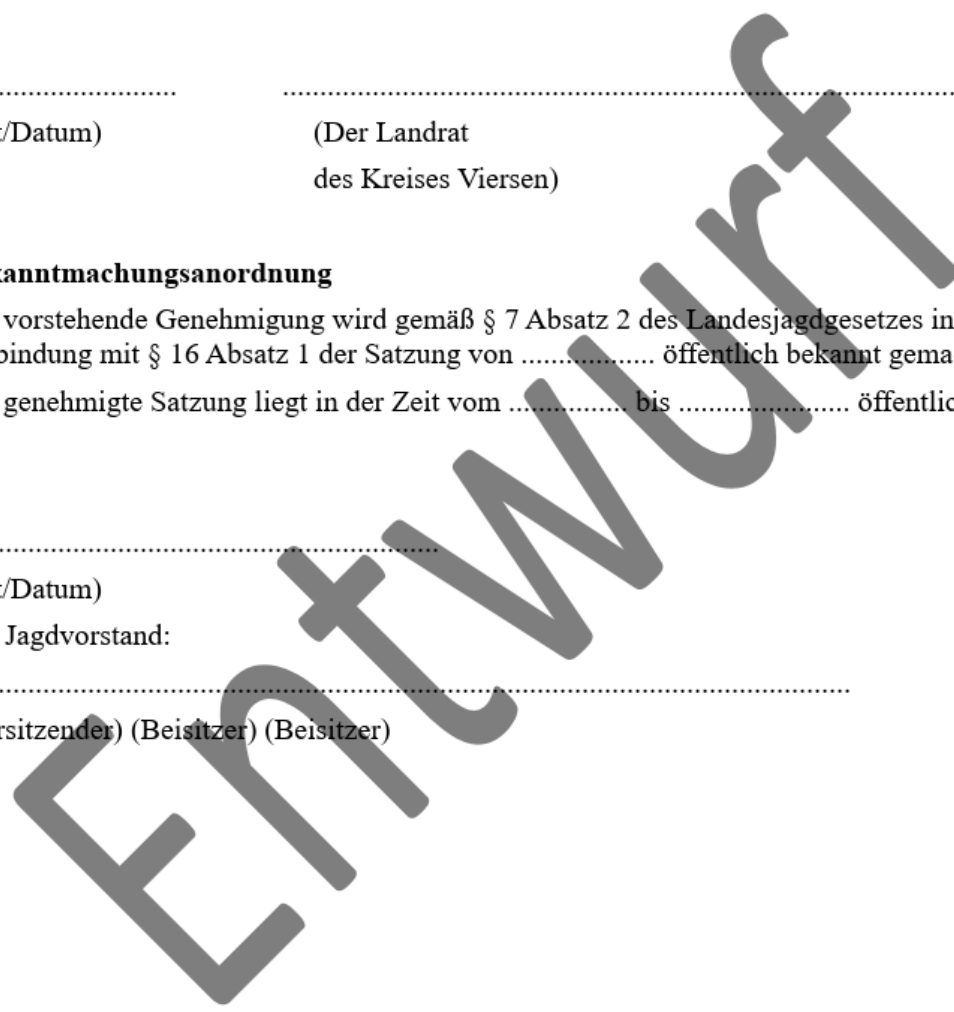 ........................ ......................................................................................
t/Datum) (Der Landrat
des Kreises Viersen)
kanntmachungsanordnung
vorstehende Genehmigung wird gemäß § 7 Absatz 2 des Landesjagdgesetzes in
bindung mit § 16 Absatz 1 der Satzung von .................. öffentlich bekannt gema
genehmigte Satzung liegt in der Zeit vom ................ bis ....................... öffentlic
...........................................................
t/Datum)
Jagdvorstand:
..................................................................................................................
rsitzender) (Beisitzer) (Beisitzer)
Entwurf